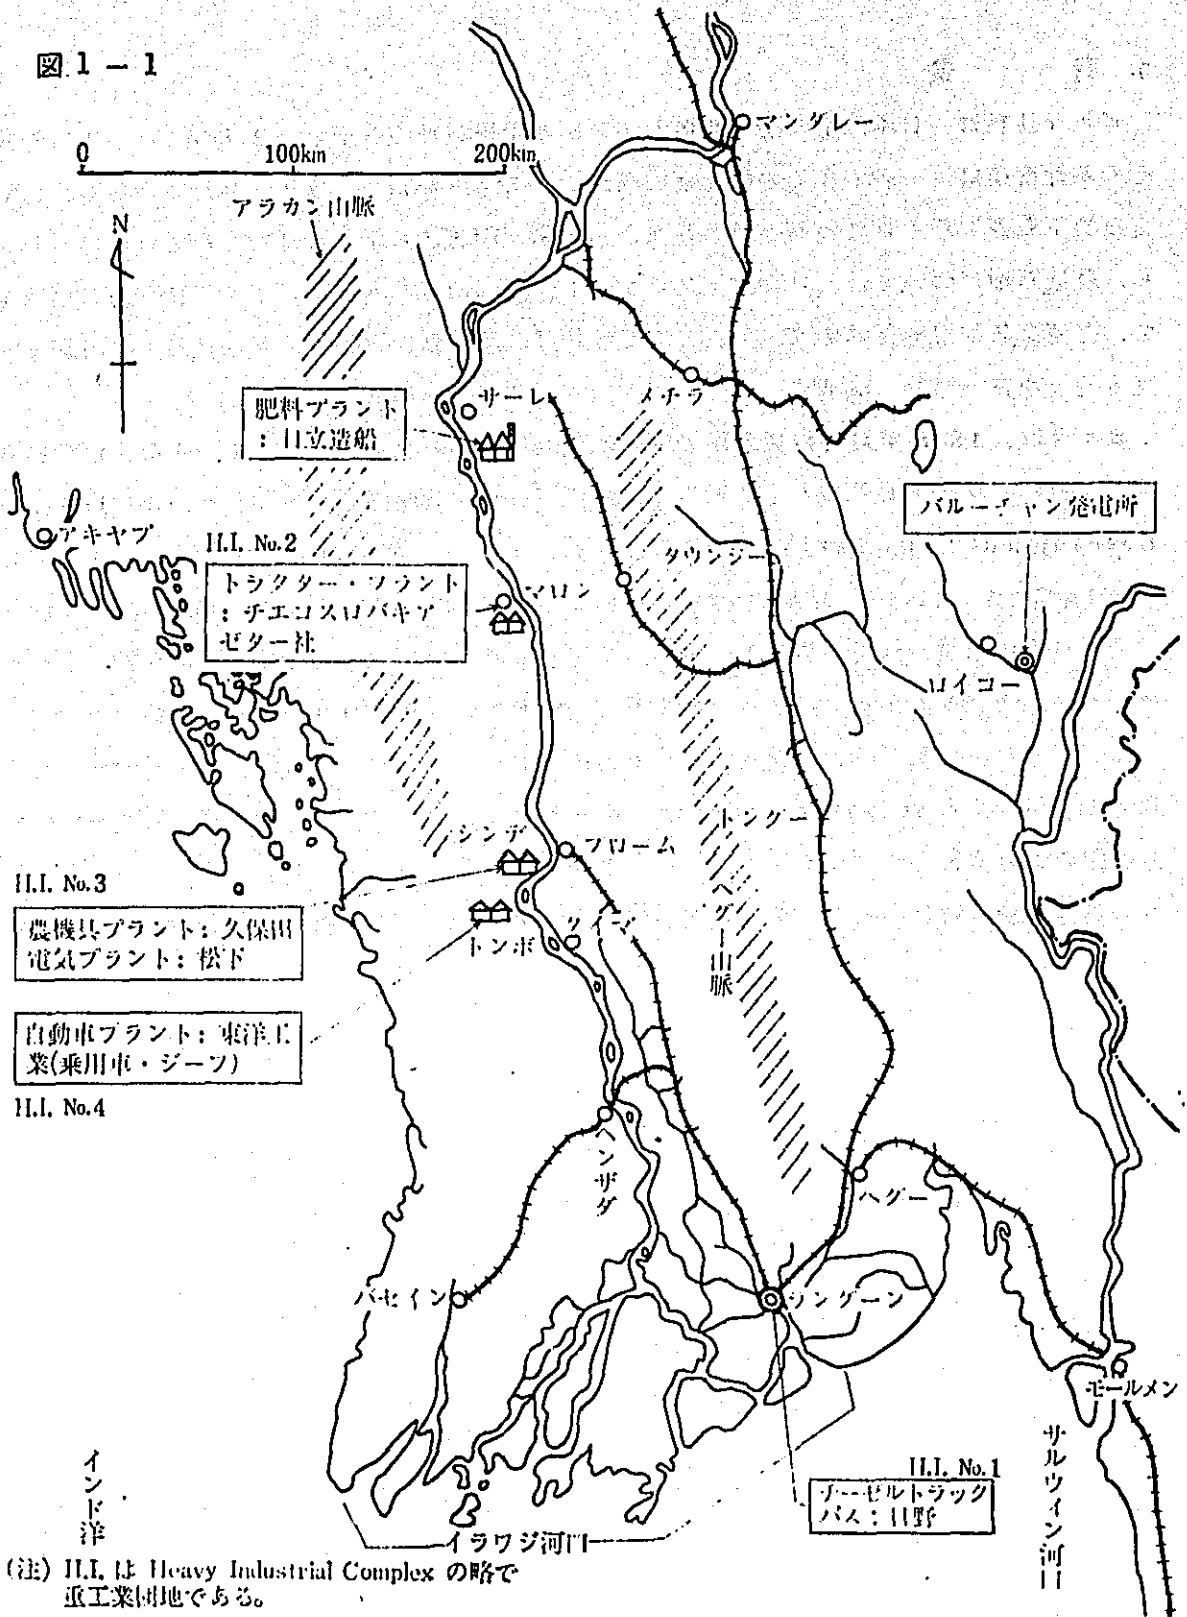 図 1 − 1
0 100km 200km
マンダレー
アラカン山脈
N
サーレ
メチラ
肥料プラント
：日立造船
バルーチャン発電所
アキヤブ
H.I. No.2
トラクター・プラント
：チエコスロバキア
ゼター社
マロン
タウンジー
ロイコー
シンデ
プローム
トングー
H.I. No.3
農機具プラント：久保田
電気プラント：松下
トンボ
ペグー山脈
自動車プラント：東洋工
業(乗用車・ジープ)
H.I. No.4
ヘンザダ
ペグー
バセイン
ラングーン
モールメン
H.I. No.1
ヂーゼルトラック
バス：日野
インド洋
イラワジ河口
サルウィン河口
(注) H.I. は Heavy Industrial Complex の略で
重工業団地である。